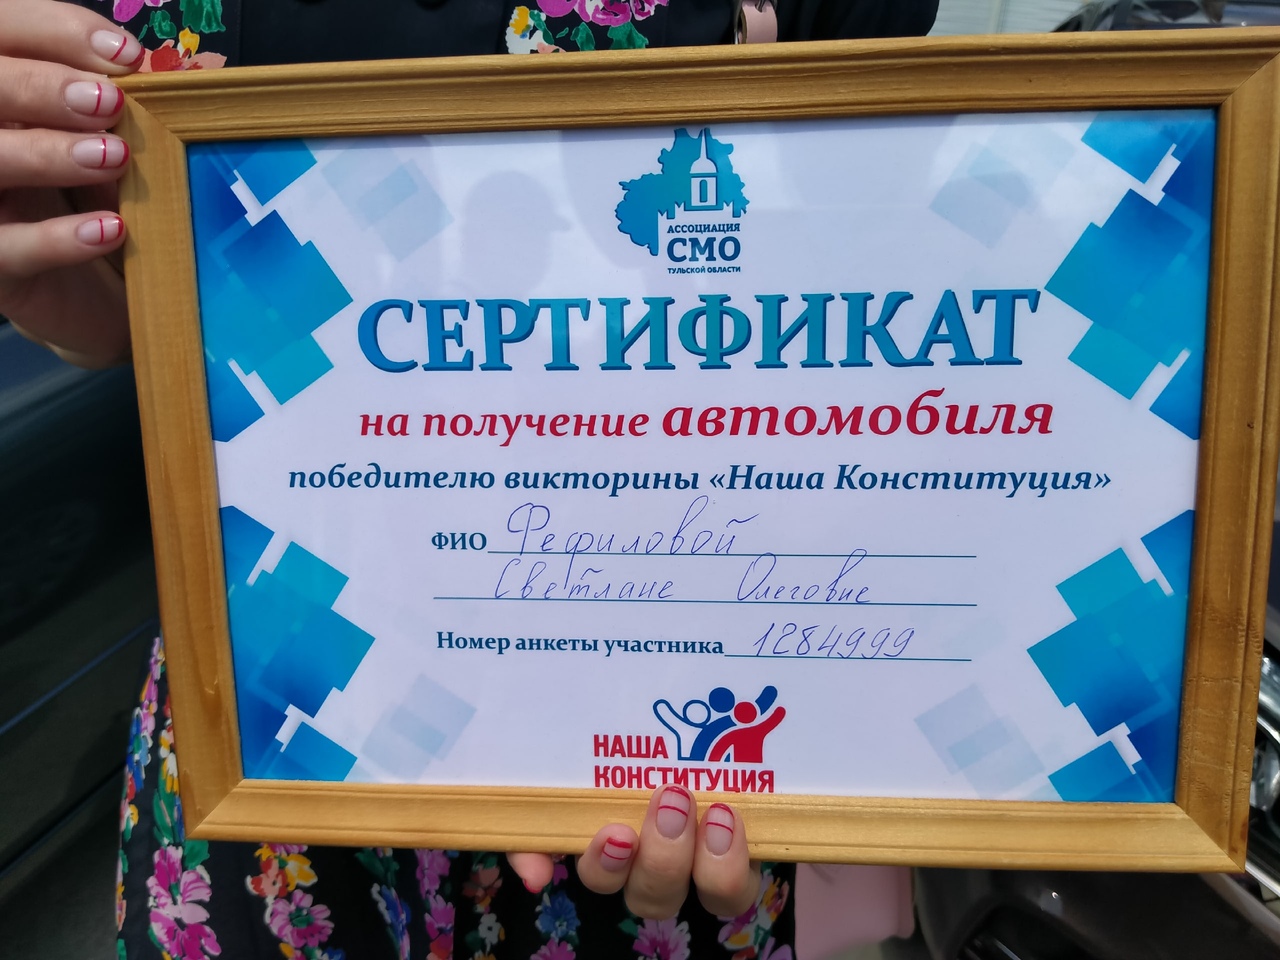 АССОЦИАЦИЯ
СМО
ТУЛЬСКОЙ ОБЛАСТИ
СЕРТИФИКАТ
на получение автомобиля
победителю викторины «Наша Конституция»
ФИО Фефиловой
Светлане Олеговне
Номер анкеты участника 1284999
НАША
КОНСТИТУЦИЯ